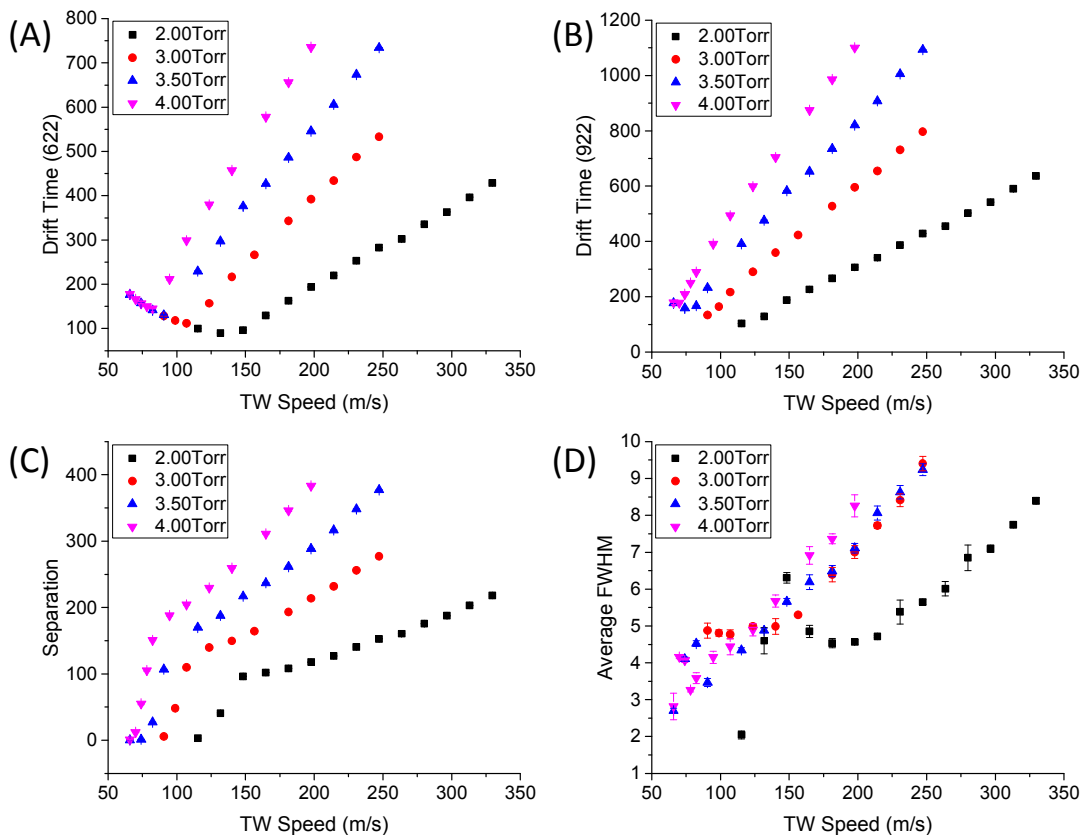 (A)
800
700
600
500
400
300
200
100
Drift Time (622)
2.00Torr
3.00Torr
3.50Torr
4.00Torr
50 100 150 200 250 300 350
TW Speed (m/s)
(B)
1200
1000
800
600
400
200
0
Drift Time (922)
2.00Torr
3.00Torr
3.50Torr
4.00Torr
50 100 150 200 250 300 350
TW Speed (m/s)
(C)
400
300
200
100
0
Separation
2.00Torr
3.00Torr
3.50Torr
4.00Torr
50 100 150 200 250 300 350
TW Speed (m/s)
(D)
10
9
8
7
6
5
4
3
2
1
Average FWHM
2.00Torr
3.00Torr
3.50Torr
4.00Torr
50 100 150 200 250 300 350
TW Speed (m/s)